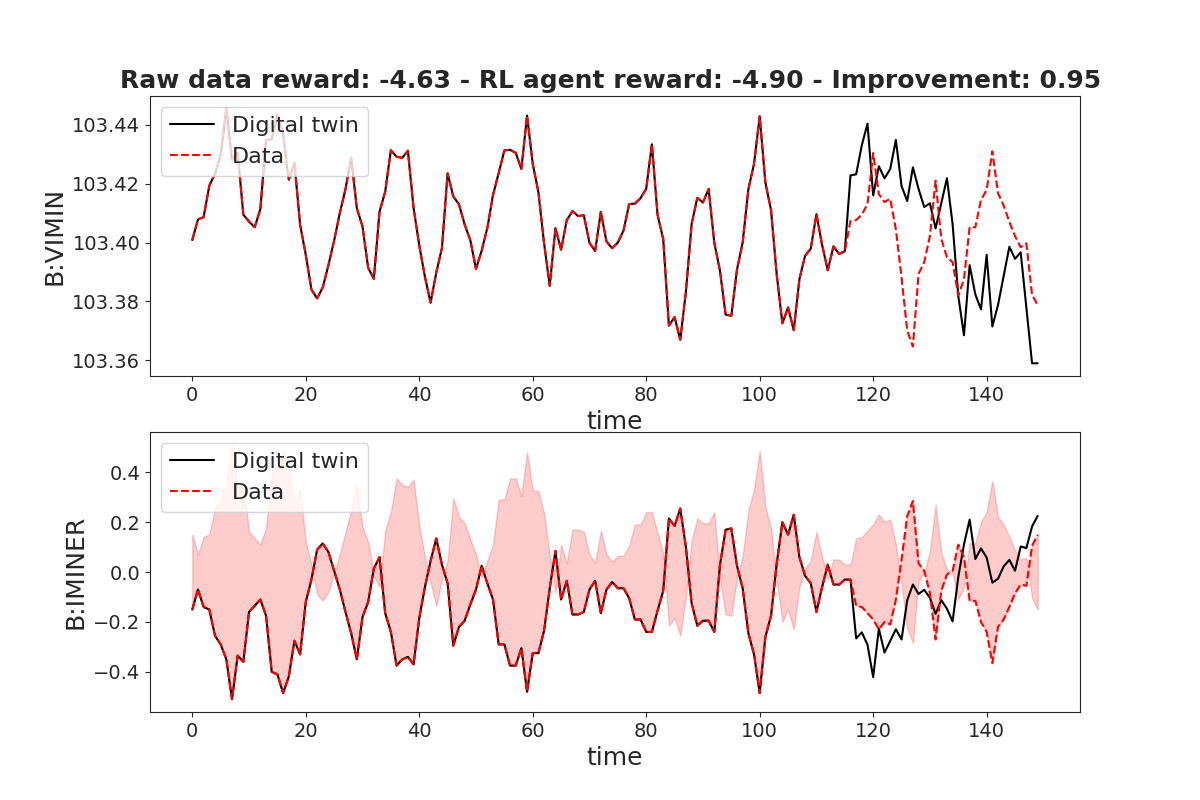 Raw data reward: -4.63 - RL agent reward: -4.90 - Improvement: 0.95
Digital twin
Data
B:VIMIN
103.44
103.42
103.40
103.38
103.36
0 20 40 60 80 100 120 140
time
Digital twin
Data
B:IMINER
0.4
0.2
0.0
−0.2
−0.4
0 20 40 60 80 100 120 140
time